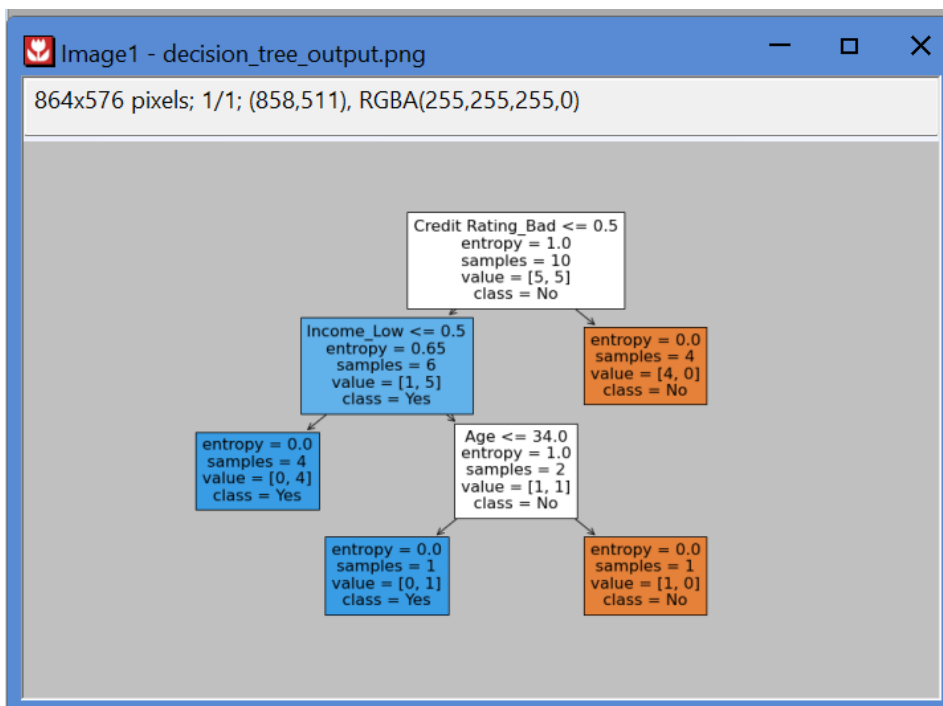 Image1 - decision_tree_output.png
864x576 pixels; 1/1; (858,511), RGBA(255,255,255,0)
Credit Rating_Bad <= 0.5
entropy = 1.0
samples = 10
value = [5, 5]
class = No
Income_Low <= 0.5
entropy = 0.65
samples = 6
value = [1, 5]
class = Yes
entropy = 0.0
samples = 4
value = [4, 0]
class = No
entropy = 0.0
samples = 4
value = [0, 4]
class = Yes
Age <= 34.0
entropy = 1.0
samples = 2
value = [1, 1]
class = No
entropy = 0.0
samples = 1
value = [0, 1]
class = Yes
entropy = 0.0
samples = 1
value = [1, 0]
class = No